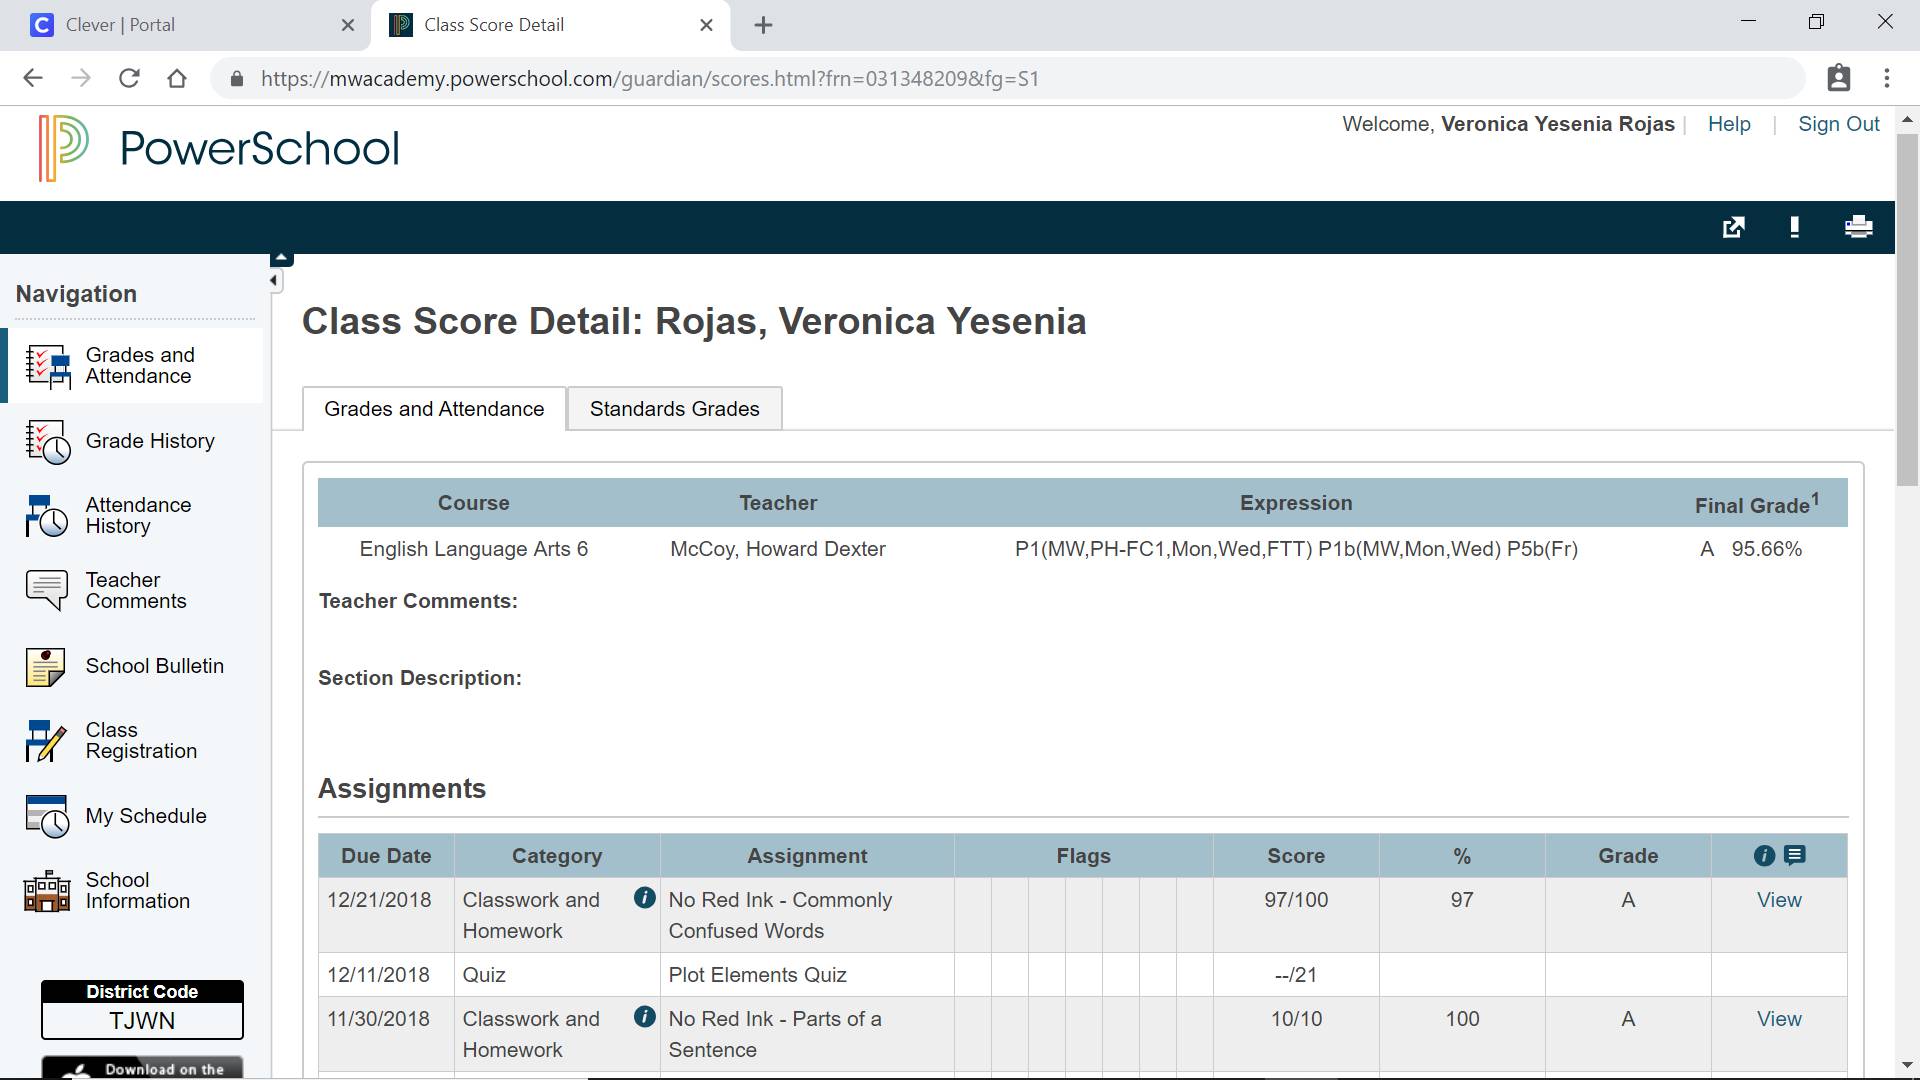 Clever | Portal
Class Score Detail
https://mwacademy.powerschool.com/guardian/scores.html?frn=031348209&fg=S1
PowerSchool
Welcome, Veronica Yesenia Rojas | Help | Sign Out
Navigation
Grades and
Attendance
Grade History
Attendance
History
Teacher
Comments
School Bulletin
Class
Registration
My Schedule
School
Information
District Code
TJWN
Download on the
Class Score Detail: Rojas, Veronica Yesenia
Grades and Attendance
Standards Grades
Course Teacher Expression Final Grade1
English Language Arts 6 McCoy, Howard Dexter P1(MW,PH-FC1,Mon,Wed,FTT) P1b(MW,Mon,Wed) P5b(Fr) A 95.66%
Teacher Comments:
Section Description:
Assignments
Due Date Category Assignment Flags Score % Grade
12/21/2018 Classwork and Homework No Red Ink - Commonly Confused Words 97/100 97 A View
12/11/2018 Quiz Plot Elements Quiz --/21
11/30/2018 Classwork and Homework No Red Ink - Parts of a Sentence 10/10 100 A View